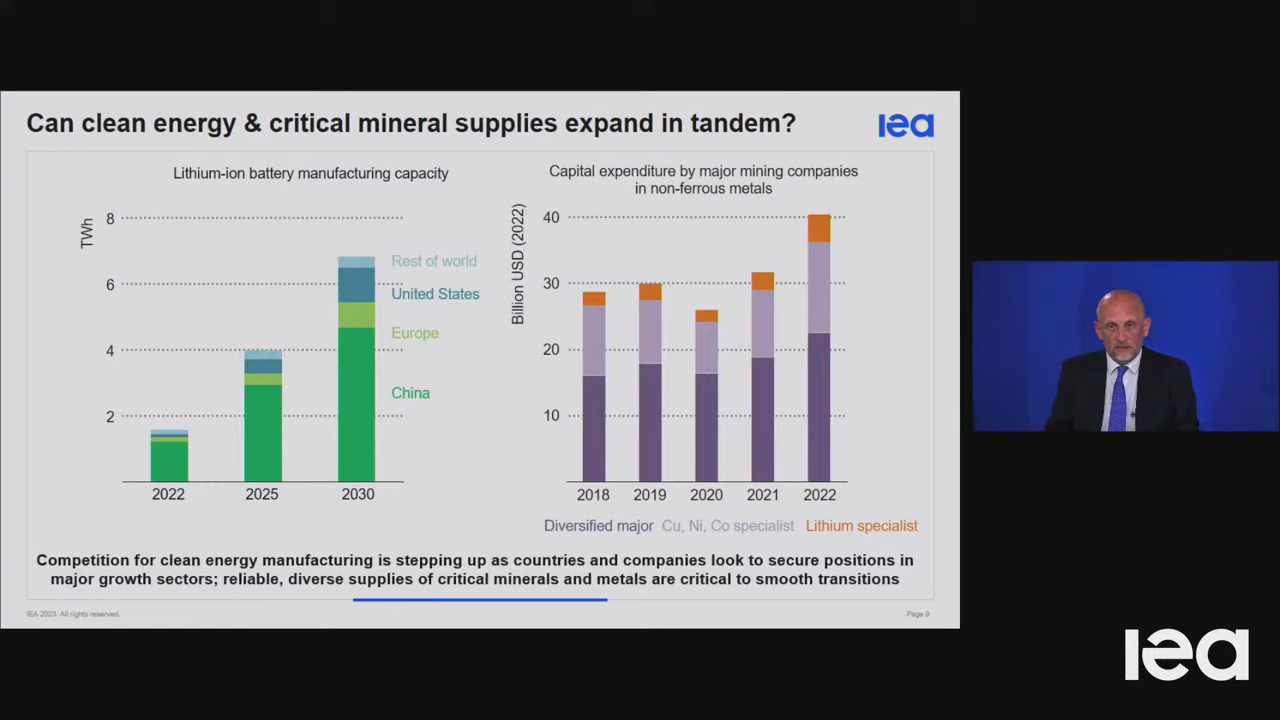 Can clean energy & critical mineral supplies expand in tandem?
iea
Lithium-ion battery manufacturing capacity
TWh
8
6
4
2
2022
2025
2030
Rest of world
United States
Europe
China
Capital expenditure by major mining companies
in non-ferrous metals
Billion USD (2022)
40
30
20
10
2018
2019
2020
2021
2022
Diversified major
Cu, Ni, Co specialist
Lithium specialist
Competition for clean energy manufacturing is stepping up as countries and companies look to secure positions in
major growth sectors; reliable, diverse supplies of critical minerals and metals are critical to smooth transitions
IEA 2023. All rights reserved.
Page 9
iea